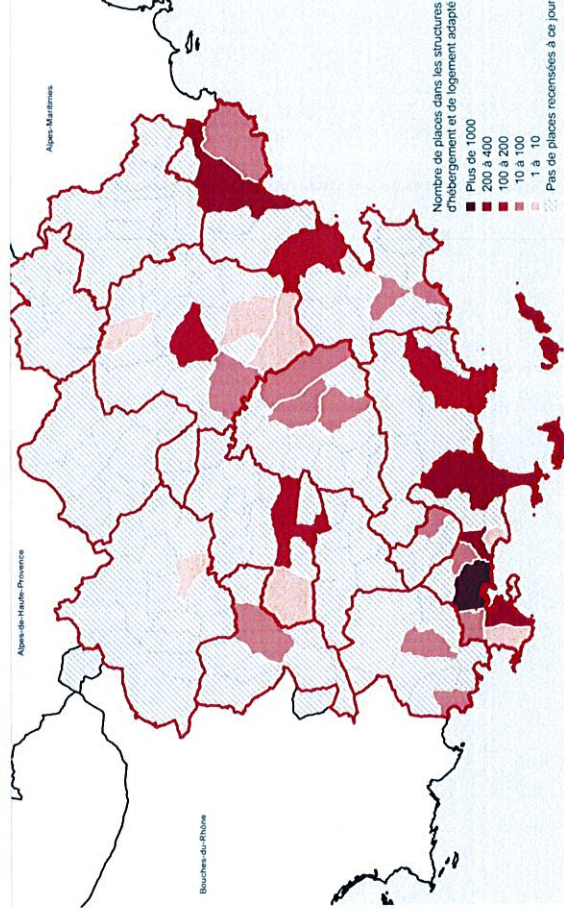 Alpes-de-Haute-Provence
Alpes-Maritimes
Bouches-du-Rhône
Nombre de places dans les structures
d'hébergement et de logement adapté
Plus de 1000
200 à 400
100 à 200
10 à 100
1 à 10
Pas de places recensées à ce jour